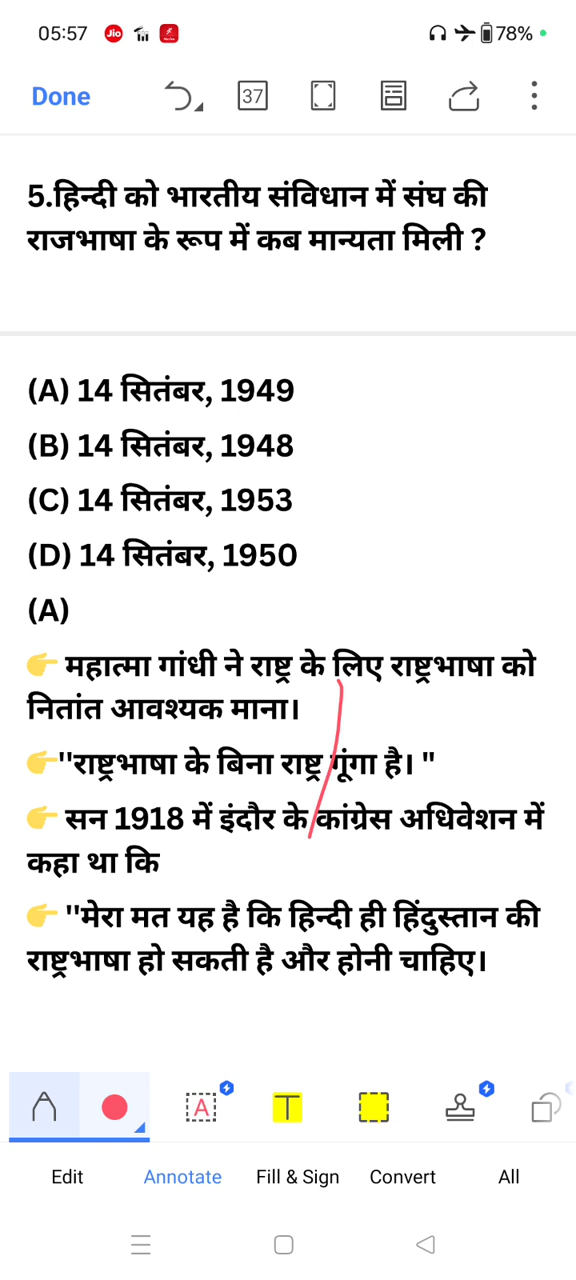 05:57
78%
Done
37
5.हिन्दी को भारतीय संविधान में संघ की
राजभाषा के रूप में कब मान्यता मिली ?
(A) 14 सितंबर, 1949
(B) 14 सितंबर, 1948
(C) 14 सितंबर, 1953
(D) 14 सितंबर, 1950
(A)
👉 महात्मा गांधी ने राष्ट्र के लिए राष्ट्रभाषा को
नितांत आवश्यक माना।
👉"राष्ट्रभाषा के बिना राष्ट्र गूंगा है। "
👉 सन 1918 में इंदौर के कांग्रेस अधिवेशन में
कहा था कि
👉 "मेरा मत यह है कि हिन्दी ही हिंदुस्तान की
राष्ट्रभाषा हो सकती है और होनी चाहिए।
A
T
Edit Annotate Fill & Sign Convert All